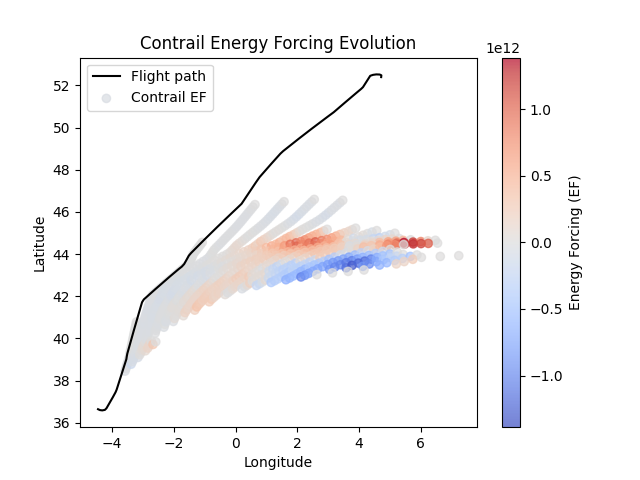 Contrail Energy Forcing Evolution
1e12
Flight path
Contrail EF
52
50
48
46
44
42
40
38
36
Latitude
−4
−2
0
2
4
6
Longitude
1.0
0.5
0.0
−0.5
−1.0
Energy Forcing (EF)